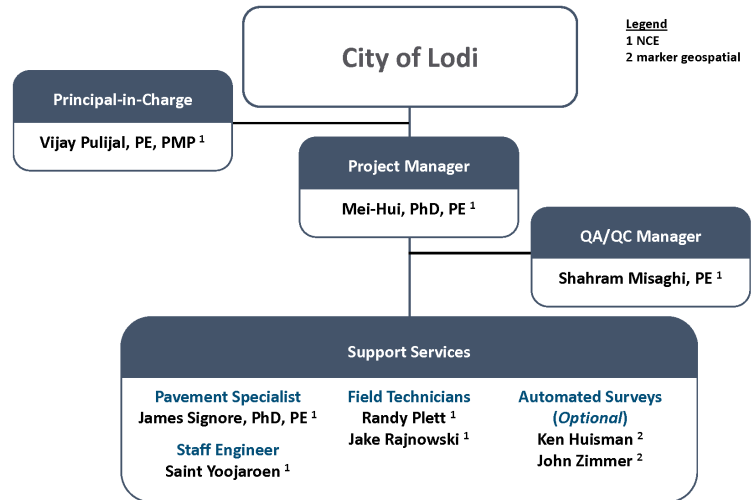 City of Lodi
Legend
1 NCE
2 marker geospatial
Principal-in-Charge
Vijay Pulijal, PE, PMP ¹
Project Manager
Mei-Hui, PhD, PE ¹
QA/QC Manager
Shahram Misaghi, PE ¹
Support Services
Pavement Specialist
James Signore, PhD, PE ¹
Staff Engineer
Saint Yoojaroen ¹
Field Technicians
Randy Plett ¹
Jake Rajnowski ¹
Automated Surveys
(Optional)
Ken Huisman ²
John Zimmer ²